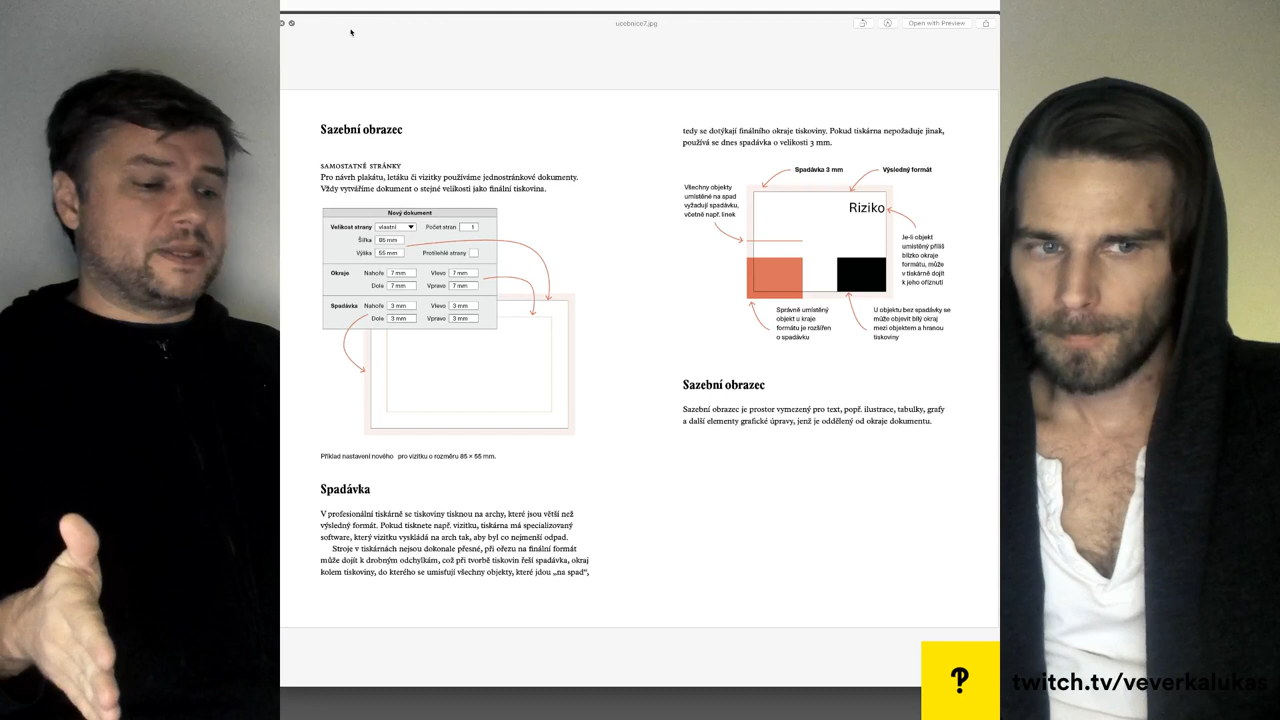 ucebnice7.jpg
Open with Preview
Sazební obrazec
SAMOSTATNÉ STRÁNKY
Pro návrh plakátu, letáku či vizitky používáme jednostránkové dokumenty.
Vždy vytváříme dokument o stejné velikosti jako finální tiskovina.
Nový dokument
Velikost strany vlastní Počet stran 1
Šířka 85 mm
Výška 55 mm Protilehlé strany
Okraje Nahoře 7 mm Vlevo 7 mm
Dole 7 mm Vpravo 7 mm
Spadávka Nahoře 3 mm Vlevo 3 mm
Dole 3 mm Vpravo 3 mm
Příklad nastavení nového pro vizitku o rozměru 85 × 55 mm.
Spadávka
V profesionální tiskárně se tiskoviny tisknou na archy, které jsou větší než
výsledný formát. Pokud tisknete např. vizitku, tiskárna má specializovaný
software, který vizitku vyskládá na arch tak, aby byl co nejmenší odpad.
Stroje v tiskárnách nejsou dokonale přesné, při ořezu na finální formát
může dojít k drobným odchylkám, což při tvorbě tiskovin řeší spadávka, okraj
kolem tiskoviny, do kterého se umisťují všechny objekty, které jdou „na spad“,
tedy se dotýkají finálního okraje tiskoviny. Pokud tiskárna nepožaduje jinak,
používá se dnes spadávka o velikosti 3 mm.
Spadávka 3 mm
Výsledný formát
Všechny objekty
umístěné na spad
vyžadují spadávku,
včetně např. linek
Riziko
Je-li objekt
umístěný příliš
blízko okraje
formátu, může
v tiskárně dojít
k jeho oříznutí
Správně umístěný
objekt u kraje
formátu je rozšířen
o spadávku
U objektu bez spadávky se
může objevit bílý okraj
mezi objektem a hranou
tiskoviny
Sazební obrazec
Sazební obrazec je prostor vymezený pro text, popř. ilustrace, tabulky, grafy
a další elementy grafické úpravy, jenž je oddělený od okraje dokumentu.
?
twitch.tv/veverkalukas